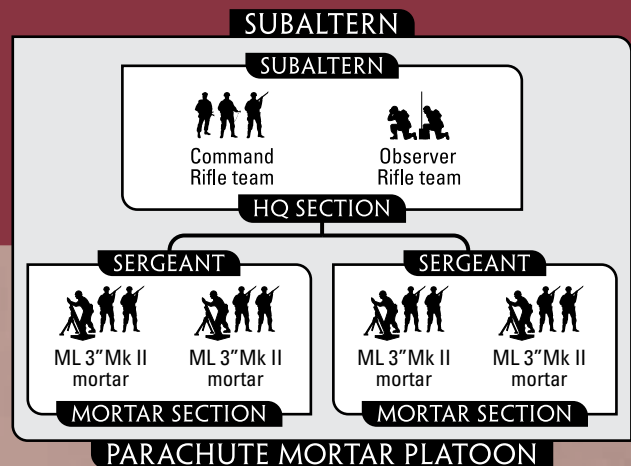 SUBALTERN
SUBALTERN
Command
Rifle team
Observer
Rifle team
HQ SECTION
SERGEANT
ML 3" Mk II
mortar
ML 3" Mk II
mortar
MORTAR SECTION
SERGEANT
ML 3" Mk II
mortar
ML 3" Mk II
mortar
MORTAR SECTION
PARACHUTE MORTAR PLATOON